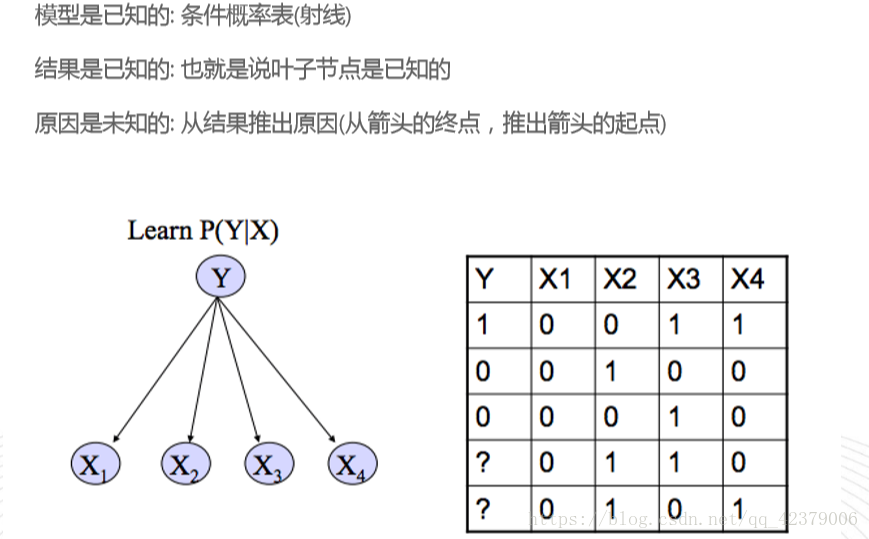 模型是已知的: 条件概率表(射线)
结果是已知的: 也就是说叶子节点是已知的
原因是未知的: 从结果推出原因(从箭头的终点，推出箭头的起点)
Learn P(Y|X)
Y
X1 X2 X3 X4
Y X1 X2 X3 X4
1 0 0 1 1
0 0 1 0 0
0 0 0 1 0
? 0 1 1 0
? 0 1 0 1
https://blog.csdn.net/qq_42379006